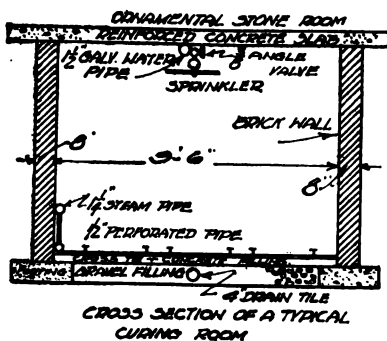 ORNAMENTAL STONE ROOM
REINFORCED CONCRETE SLAB
1½" GALV. WATER PIPE
ANGLE VALVE
SPRINKLER
BRICK WALL
8"
9'-6"
8"
1¼" STEAM PIPE
½" PERFORATED PIPE
CONCRETE FILLING
GRAVEL FILLING
4" DRAIN TILE
CROSS SECTION OF A TYPICAL
CURING ROOM